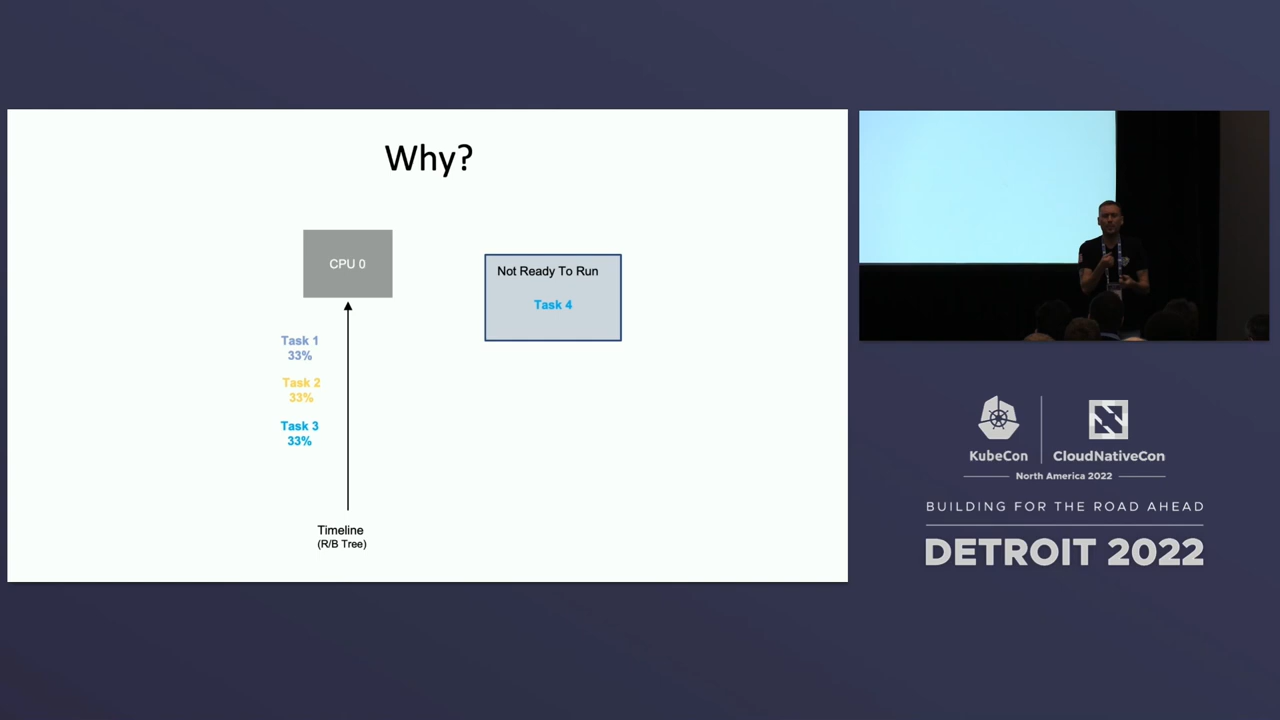 Why?
CPU 0
Not Ready To Run
Task 4
Task 1
33%
Task 2
33%
Task 3
33%
Timeline
(R/B Tree)
KubeCon
CloudNativeCon
North America 2022
BUILDING FOR THE ROAD AHEAD
DETROIT 2022